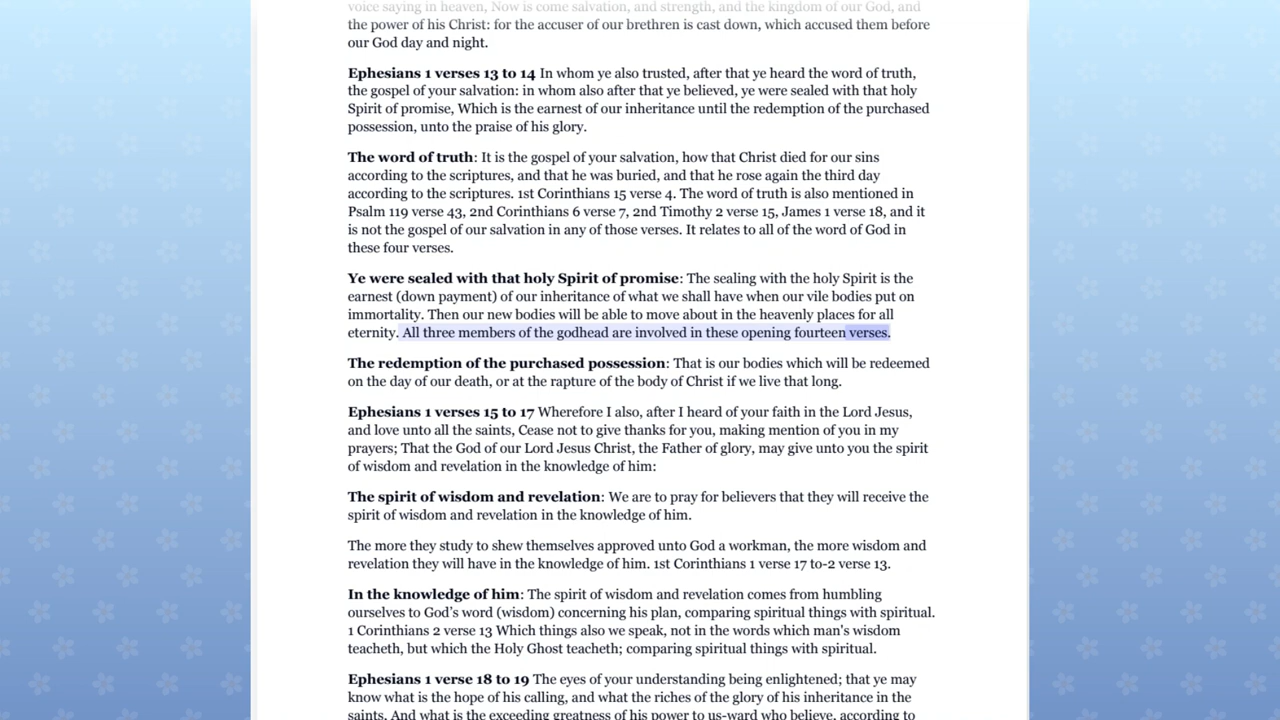 voice saying in heaven, Now is come salvation, and strength, and the kingdom of our God, and
the power of his Christ: for the accuser of our brethren is cast down, which accused them before
our God day and night.
Ephesians 1 verses 13 to 14 In whom ye also trusted, after that ye heard the word of truth,
the gospel of your salvation: in whom also after that ye believed, ye were sealed with that holy
Spirit of promise, Which is the earnest of our inheritance until the redemption of the purchased
possession, unto the praise of his glory.
The word of truth: It is the gospel of your salvation, how that Christ died for our sins
according to the scriptures, and that he was buried, and that he rose again the third day
according to the scriptures. 1st Corinthians 15 verse 4. The word of truth is also mentioned in
Psalm 119 verse 43, 2nd Corinthians 6 verse 7, 2nd Timothy 2 verse 15, James 1 verse 18, and it
is not the gospel of our salvation in any of those verses. It relates to all of the word of God in
these four verses.
Ye were sealed with that holy Spirit of promise: The sealing with the holy Spirit is the
earnest (down payment) of our inheritance of what we shall have when our vile bodies put on
immortality. Then our new bodies will be able to move about in the heavenly places for all
eternity. All three members of the godhead are involved in these opening fourteen verses.
The redemption of the purchased possession: That is our bodies which will be redeemed
on the day of our death, or at the rapture of the body of Christ if we live that long.
Ephesians 1 verses 15 to 17 Wherefore I also, after I heard of your faith in the Lord Jesus,
and love unto all the saints, Cease not to give thanks for you, making mention of you in my
prayers; That the God of our Lord Jesus Christ, the Father of glory, may give unto you the spirit
of wisdom and revelation in the knowledge of him:
The spirit of wisdom and revelation: We are to pray for believers that they will receive the
spirit of wisdom and revelation in the knowledge of him.
The more they study to shew themselves approved unto God a workman, the more wisdom and
revelation they will have in the knowledge of him. 1st Corinthians 1 verse 17 to-2 verse 13.
In the knowledge of him: The spirit of wisdom and revelation comes from humbling
ourselves to God’s word (wisdom) concerning his plan, comparing spiritual things with spiritual.
1 Corinthians 2 verse 13 Which things also we speak, not in the words which man's wisdom
teacheth, but which the Holy Ghost teacheth; comparing spiritual things with spiritual.
Ephesians 1 verse 18 to 19 The eyes of your understanding being enlightened; that ye may
know what is the hope of his calling, and what the riches of the glory of his inheritance in the
saints, And what is the exceeding greatness of his power to us-ward who believe, according to